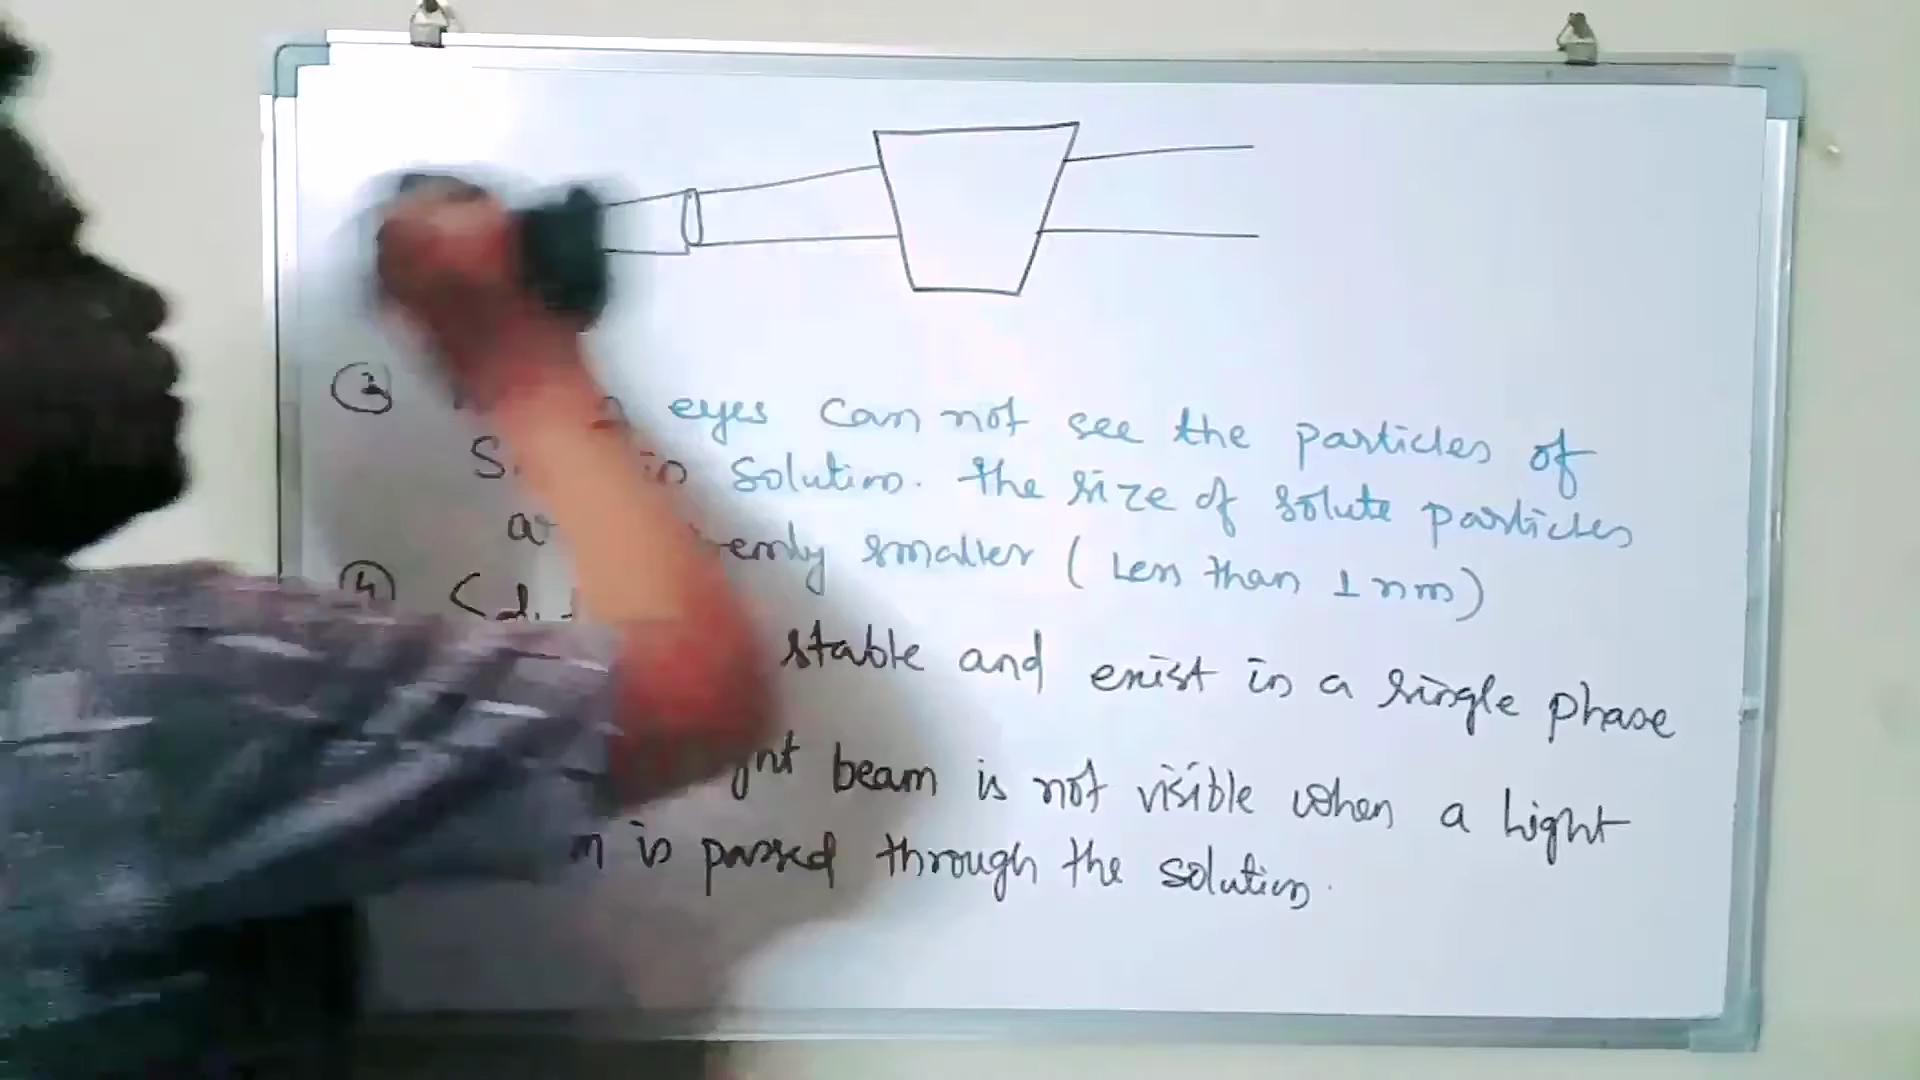 ③ eyes can not see the particles of
in solution. the size of solute particles
smaller (Less than 1 nm)
④
stable and exist in a single phase
beam is not visible when a light
is passed through the solution.